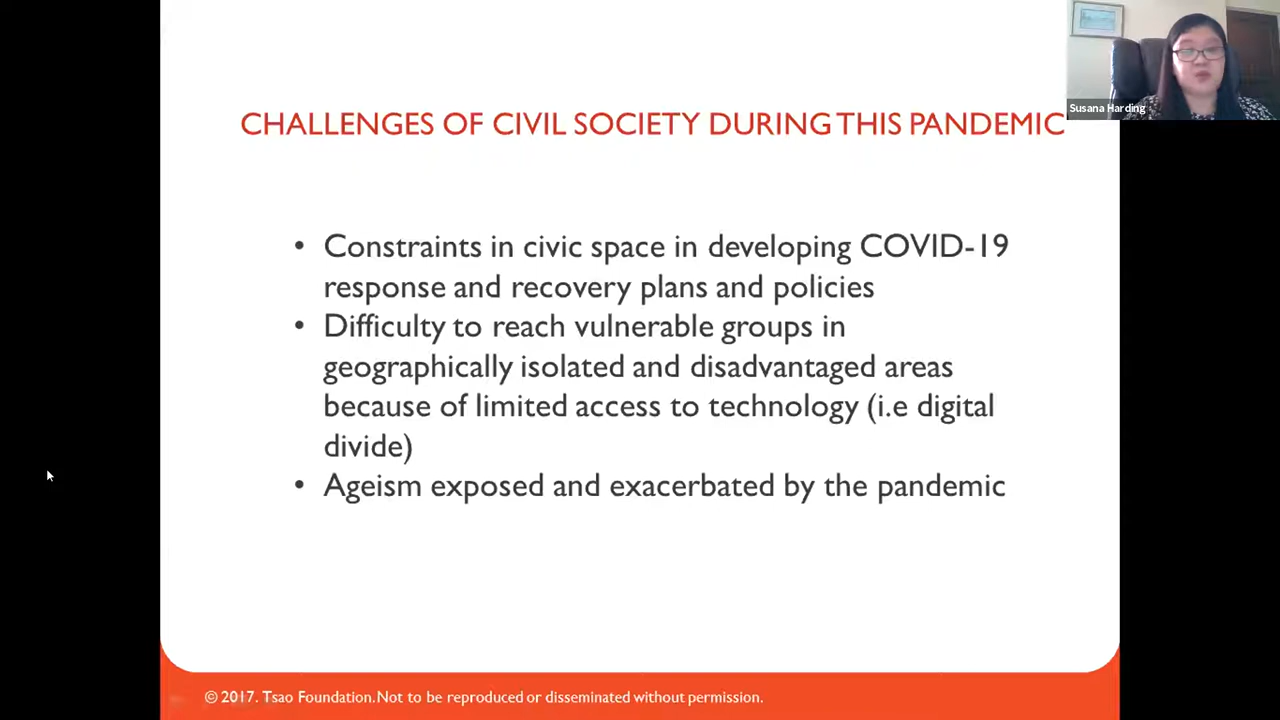 CHALLENGES OF CIVIL SOCIETY DURING THIS PANDEMIC
Susana Harding
• Constraints in civic space in developing COVID-19
response and recovery plans and policies
• Difficulty to reach vulnerable groups in
geographically isolated and disadvantaged areas
because of limited access to technology (i.e digital
divide)
• Ageism exposed and exacerbated by the pandemic
© 2017. Tsao Foundation. Not to be reproduced or disseminated without permission.